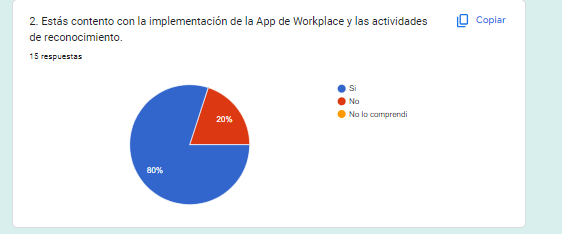 2. Estás contento con la implementación de la App de Workplace y las actividades
de reconocimiento.
Copiar
15 respuestas
Si
No
No lo comprendi
20%
80%